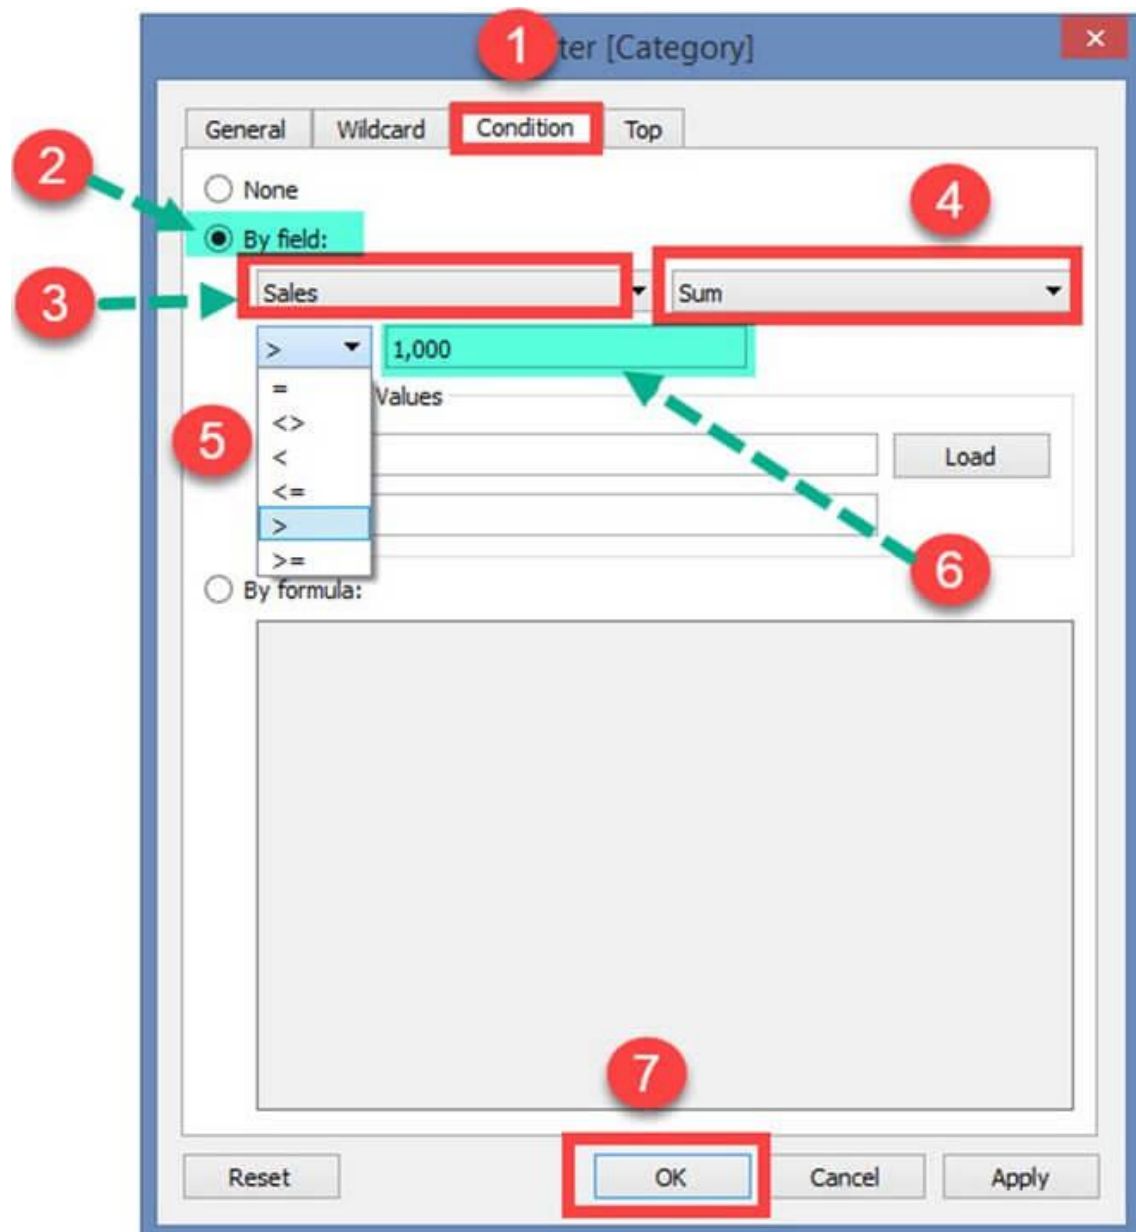 1
ter [Category]
General Wildcard Condition Top
2
None
4
By field:
3
Sales Sum
> 1,000
=
Values
<>
5
<
Load
<=
>
6
>=
By formula:
7
Reset OK Cancel Apply